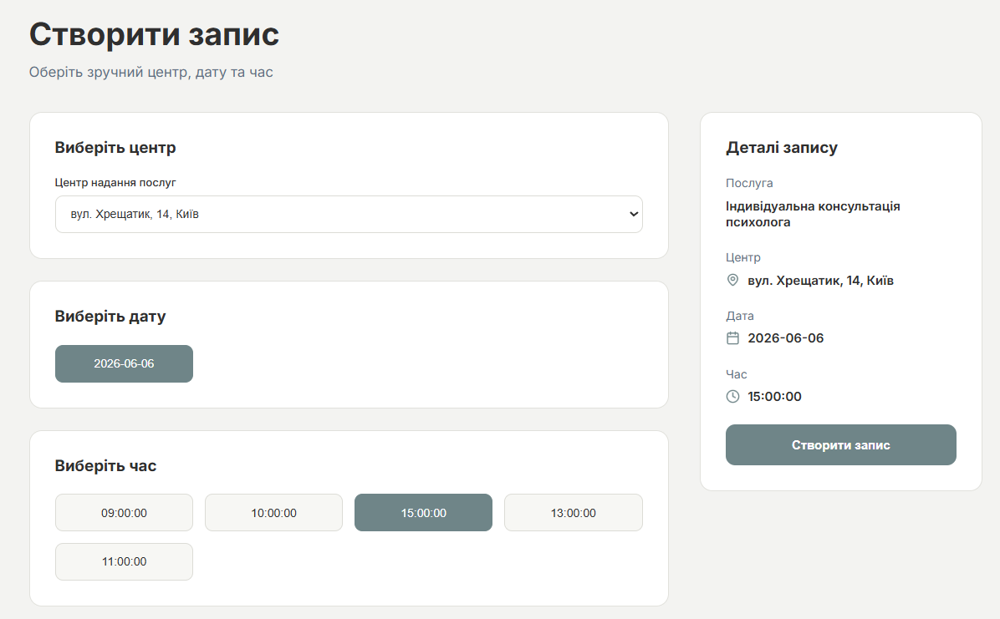 Створити запис
Оберіть зручний центр, дату та час
Виберіть центр
Центр надання послуг
вул. Хрещатик, 14, Київ
Виберіть дату
2026-06-06
Виберіть час
09:00:00
10:00:00
15:00:00
13:00:00
11:00:00
Деталі запису
Послуга
Індивідуальна консультація
психолога
Центр
вул. Хрещатик, 14, Київ
Дата
2026-06-06
Час
15:00:00
Створити запис